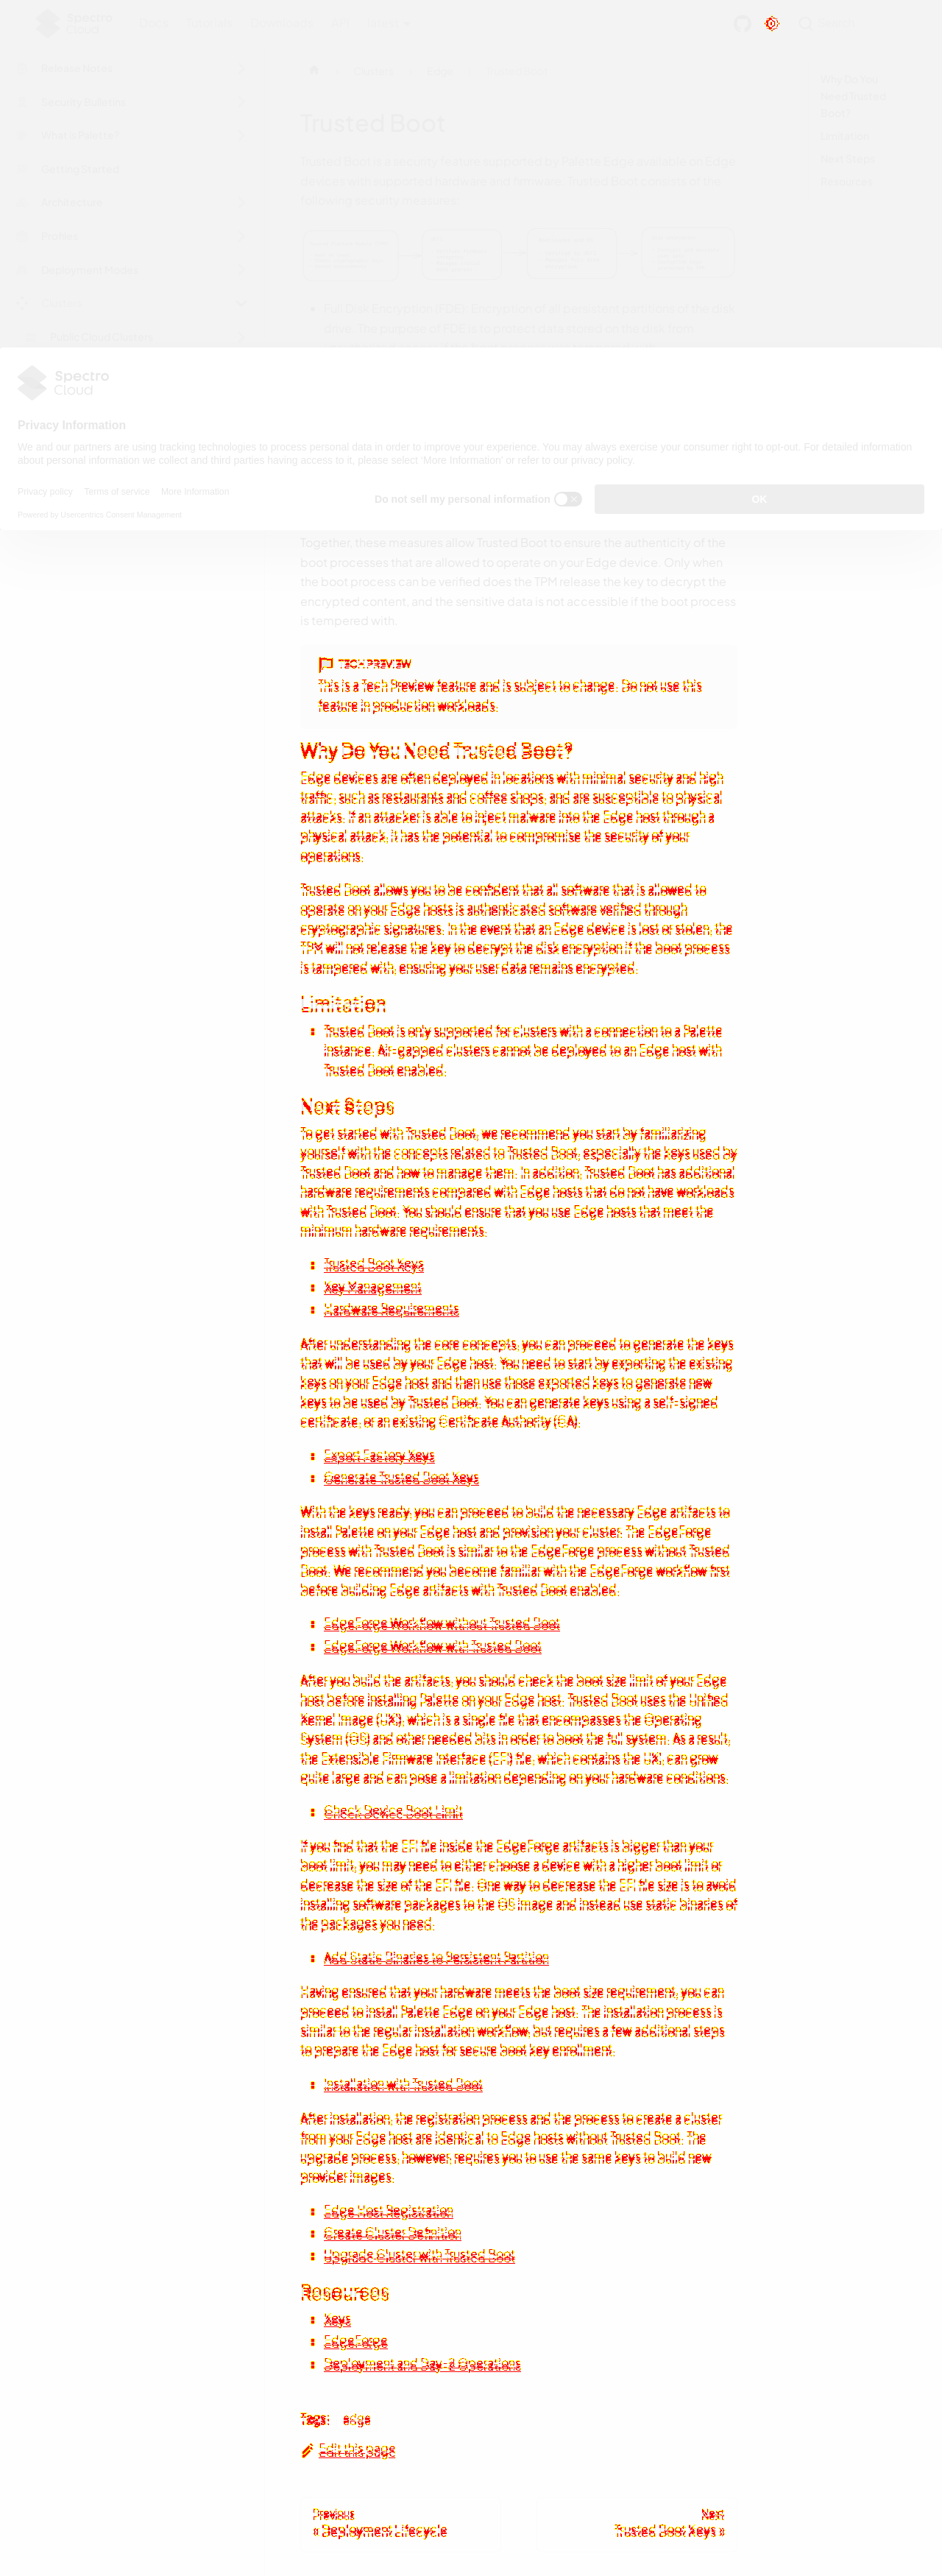 Spectro
Cloud
Release Notes
Getting Started
Architecture
Profiles
Deployment Modes
Clusters
Public Cloud Clusters
Trusted Boot
Trusted Boot is a security feature supported by Palette Edge available on Edge
devices with supported hardware and firmware. Trusted Boot consists of the
following security measures:
Full Disk Encryption (FDE): Encryption of all persistent partitions of the disk
drive. The purpose of FDE is to protect data stored on the disk from
Spectro
Cloud
Privacy Information
We and our partners are using tracking technologies to process personal data in order to improve your experience. You may always exercise your consumer right to opt-out. For detailed information
about personal information we collect and third parties having access to it, please select 'More Information' or refer to our privacy policy.
Privacy policy Terms of service More Information
Do not sell my personal information
OK
Powered by Usercentrics Consent Management
Together, these measures allow Trusted Boot to ensure the authenticity of the
boot processes that are allowed to operate on your Edge device. Only when
the boot process can be verified does the TPM release the key to decrypt the
encrypted content, and the sensitive data is not accessible if the boot process
is tempered with.
TECH PREVIEW
This is a Tech Preview feature and is subject to change. Do not use this
feature in production workloads.
Why Do You Need Trusted Boot?
Edge devices are often deployed in locations with minimal security and high
traffic, such as restaurants and coffee shops, and are susceptible to physical
attacks. If an attacker is able to inject malware into the Edge host through a
physical attack, it has the potential to compromise the security of your
operations.
Trusted Boot allows you to be confident that all software that is allowed to
operate on your Edge hosts is authenticated software verified through
cryptographic signatures. In the event that an Edge device is lost or stolen, the
TPM will not release the key to decrypt the disk encryption if the boot process
is tampered with, ensuring your user data remains encrypted.
Limitation
Trusted Boot is only supported for clusters with a connection to a Palette
instance. Air-gapped clusters cannot be deployed to an Edge host with
Trusted Boot enabled.
Next Steps
To get started with Trusted Boot, we recommend you start by familiarizing
yourself with the concepts related to Trusted Boot, especially the keys used by
Trusted Boot and how to manage them. In addition, Trusted Boot has additional
hardware requirements compared with Edge hosts that do not have workloads
with Trusted Boot. You should ensure that you use Edge hosts that meet the
minimum hardware requirements.
Trusted Boot Keys
Key Management
Hardware Requirements
After understanding the core concepts, you can proceed to generate the keys
that will be used by your Edge host. You need to start by exporting the existing
keys on your Edge host and then use those exported keys to generate new
keys to be used by Trusted Boot. You can generate keys using a self-signed
certificate, or an existing Certificate Authority (CA).
Export Factory Keys
Generate Trusted Boot Keys
With the keys ready, you can proceed to build the necessary Edge artifacts to
install Palette on your Edge host and provision your cluster. The EdgeForge
process with Trusted Boot is similar to the EdgeForge process without Trusted
Boot. We recommend you become familiar with the EdgeForge workflow first
before building Edge artifacts with Trusted Boot enabled.
EdgeForge Workflow without Trusted Boot
EdgeForge Workflow with Trusted Boot
After you build the artifacts, you should check the boot size limit of your Edge
host before installing Palette on your Edge host. Trusted Boot uses the Unified
Kernel Image (UKI), which is a single file that encompasses the Operating
System (OS) and other needed bits in order to boot the full system. As a result,
the Extensible Firmware Interface (EFI) file, which contains the UKI, can grow
quite large and can pose a limitation depending on your hardware conditions.
Check Device Boot Limit
If you find that the EFI file inside the EdgeForge artifacts is bigger than your
boot limit, you may need to either choose a device with a higher boot limit or
decrease the size of the EFI file. One way to decrease the EFI file size is to avoid
installing software packages to the OS image and instead use static binaries of
the packages you need.
Add Static Binaries to Persistent Partition
Having ensured that your hardware meets the boot size requirement, you can
proceed to install Palette Edge on your Edge host. The installation process is
similar to the regular installation workflow, but requires a few additional steps
to prepare the Edge host for secure boot key enrollment.
Installation with Trusted Boot
After installation, the registration process and the process to create a cluster
from your Edge host are identical to Edge hosts without Trusted Boot. The
upgrade process, however, requires you to use the same keys to build new
provider images.
Edge Host Registration
Create Cluster Definition
Upgrade Cluster with Trusted Boot
Resources
Keys
EdgeForge
Deployment and Day-2 Operations
Tags: edge
Edit this page
Previous
« Deployment Lifecycle
Next
Trusted Boot Keys »